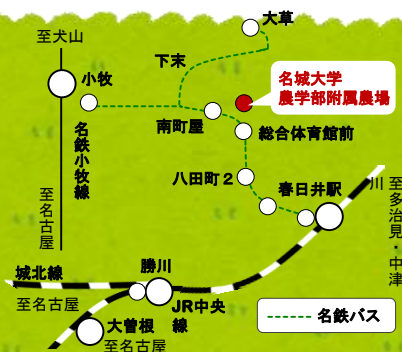 大草
至犬山
下末
小牧
名城大学
農学部附属農場
南町屋
総合体育館前
名鉄小牧線
八田町２
春日井駅
至多治見・中津川
至名古屋
城北線
勝川
至名古屋
JR中央
線
大曽根
至名古屋
名鉄バス